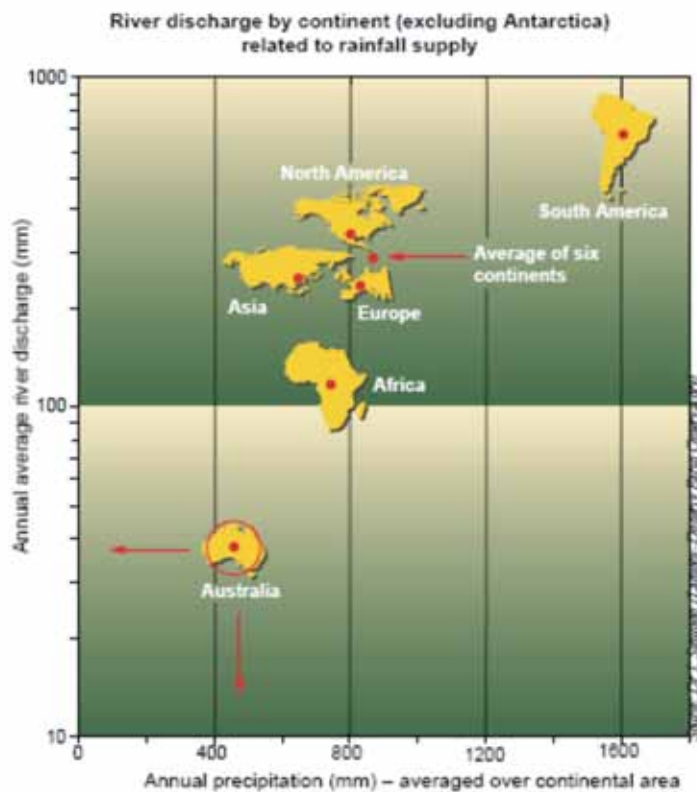 River discharge by continent (excluding Antarctica)
related to rainfall supply
1000
North America
South America
Average of six
continents
Asia
Europe
Africa
100
Annual average river discharge (mm)
Australia
10
0
400
800
1200
1600
Annual precipitation (mm) – averaged over continental area